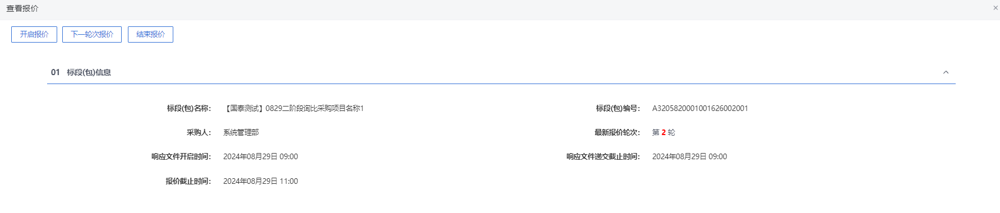 查看报价 ×
开启报价 下一轮次报价 结束报价
01 标段(包)信息
标段(包)名称: 【国泰测试】0829二阶段询比采购项目名称1 标段(包)编号: A3205820001001626002001
采购人: 系统管理部 最新报价轮次: 第 2 轮
响应文件开启时间: 2024年08月29日 09:00 响应文件递交截止时间: 2024年08月29日 09:00
报价截止时间: 2024年08月29日 11:00